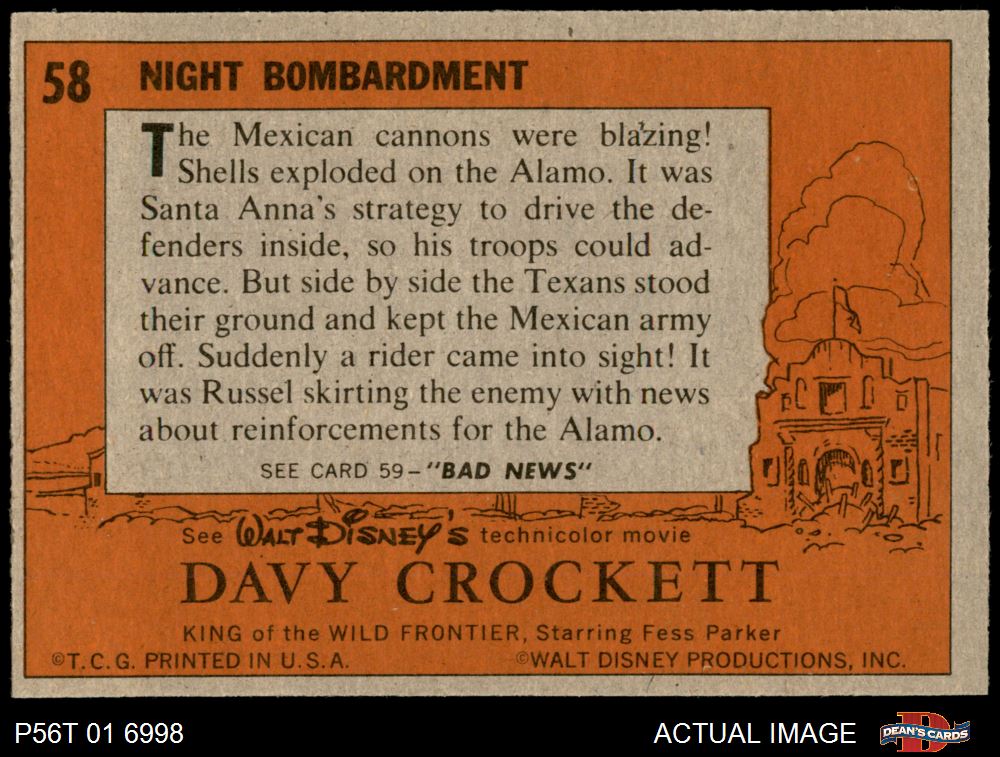 58 NIGHT BOMBARDMENT
The Mexican cannons were blazing!
Shells exploded on the Alamo. It was
Santa Anna's strategy to drive the de-
fenders inside, so his troops could ad-
vance. But side by side the Texans stood
their ground and kept the Mexican army
off. Suddenly a rider came into sight! It
was Russel skirting the enemy with news
about reinforcements for the Alamo.
SEE CARD 59-"BAD NEWS"
See WALT DISNEY'S technicolor movie
DAVY CROCKETT
KING of the WILD FRONTIER, Starring Fess Parker
©T.C.G. PRINTED IN U.S.A. ©WALT DISNEY PRODUCTIONS, INC.
P56T 01 6998 ACTUAL IMAGE DEAN'S CARDS